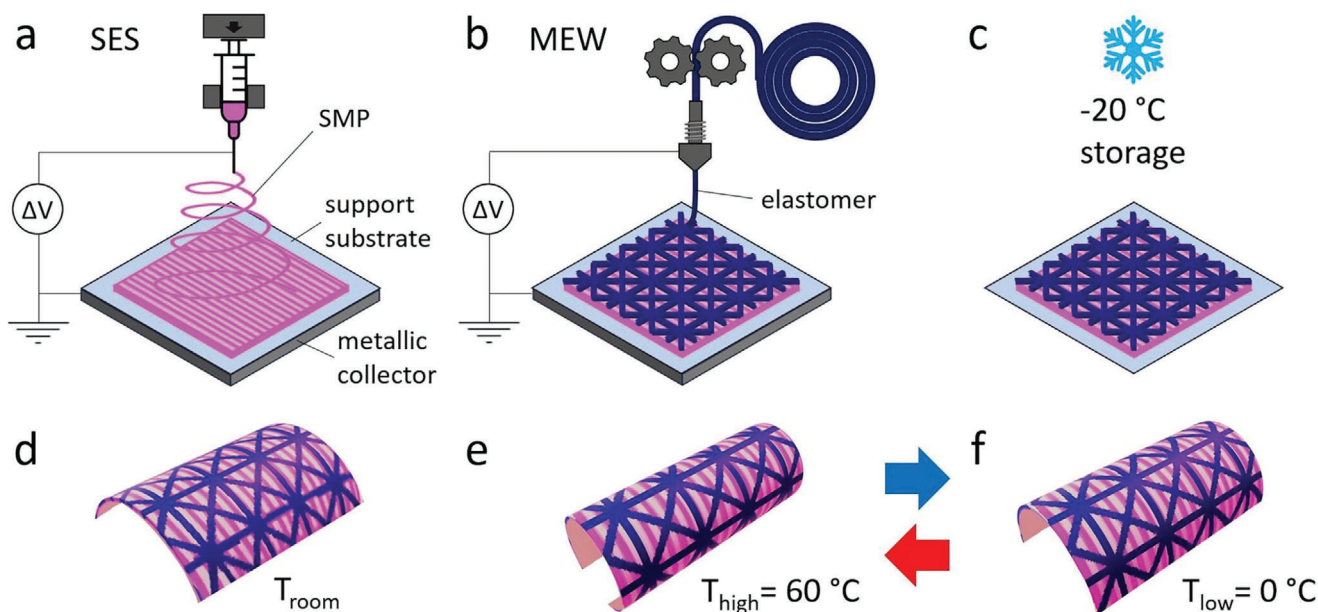 a SES
SMP
ΔV
support
substrate
metallic
collector
b MEW
ΔV
elastomer
c
-20 °C
storage
d
T_room
e
T_high= 60 °C
f
T_low= 0 °C